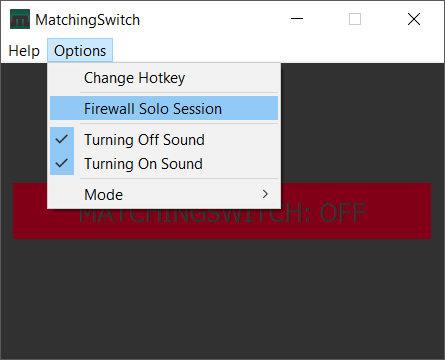 MatchingSwitch
Help Options
Change Hotkey
Firewall Solo Session
Turning Off Sound
Turning On Sound
Mode
MATCHINGSWITCH: OFF